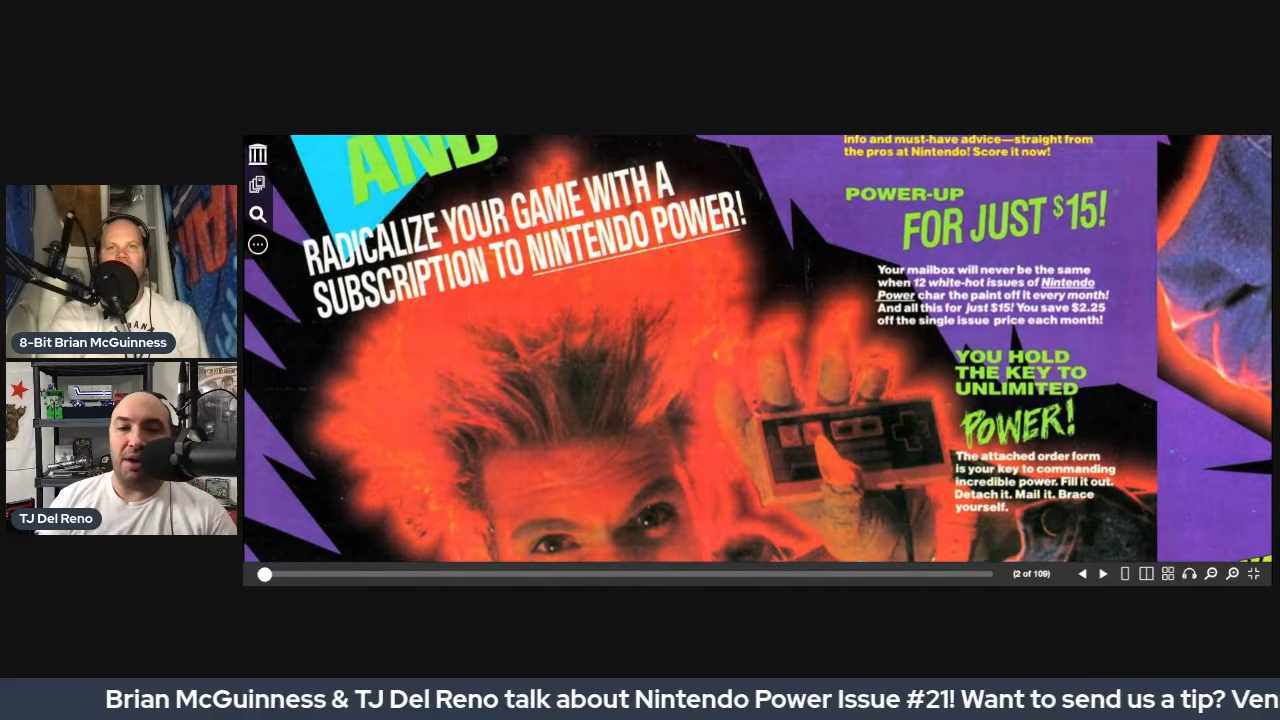 AND
RADICALIZE YOUR GAME WITH A
SUBSCRIPTION TO NINTENDO POWER!
info and must-have advice—straight from
the pros at Nintendo! Score it now!
POWER-UP
FOR JUST $15!
Your mailbox will never be the same
when 12 white-hot issues of Nintendo
Power char the paint off it every month!
And all this for just $15! You save $2.25
off the single issue price each month!
YOU HOLD
THE KEY TO
UNLIMITED
POWER!
The attached order form
is your key to commanding
incredible power. Fill it out.
Detach it. Mail it. Brace
yourself.
8-Bit Brian McGuinness
TJ Del Reno
(2 of 109)
Brian McGuinness & TJ Del Reno talk about Nintendo Power Issue #21! Want to send us a tip? Ven